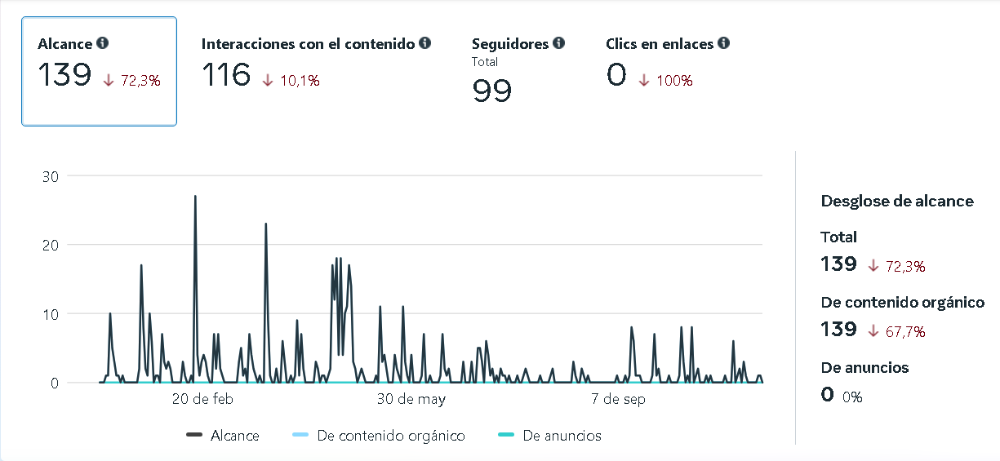 Alcance
139 ↓ 72,3%
Interacciones con el contenido
116 ↓ 10,1%
Seguidores
Total
99
Clics en enlaces
0 ↓ 100%
30
20
10
0
20 de feb
30 de may
7 de sep
Alcance
De contenido orgánico
De anuncios
Desglose de alcance
Total
139 ↓ 72,3%
De contenido orgánico
139 ↓ 67,7%
De anuncios
0 0%